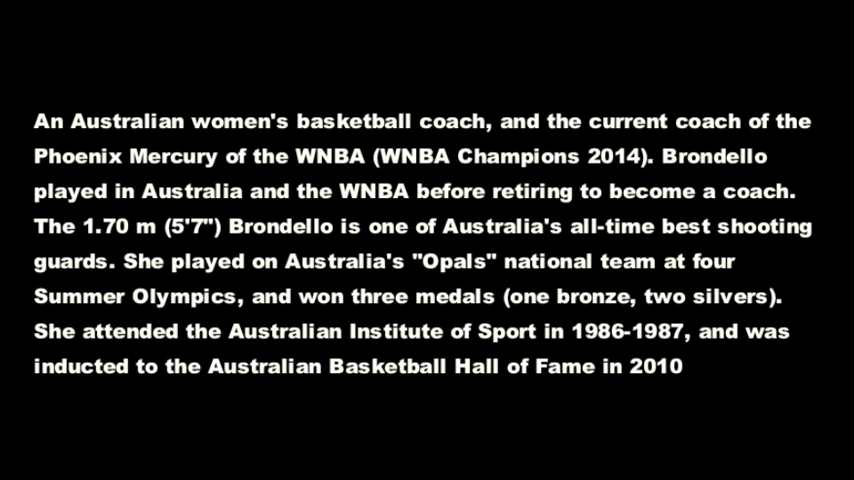 An Australian women's basketball coach, and the current coach of the
Phoenix Mercury of the WNBA (WNBA Champions 2014). Brondello
played in Australia and the WNBA before retiring to become a coach.
The 1.70 m (5'7") Brondello is one of Australia's all-time best shooting
guards. She played on Australia's "Opals" national team at four
Summer Olympics, and won three medals (one bronze, two silvers).
She attended the Australian Institute of Sport in 1986-1987, and was
inducted to the Australian Basketball Hall of Fame in 2010